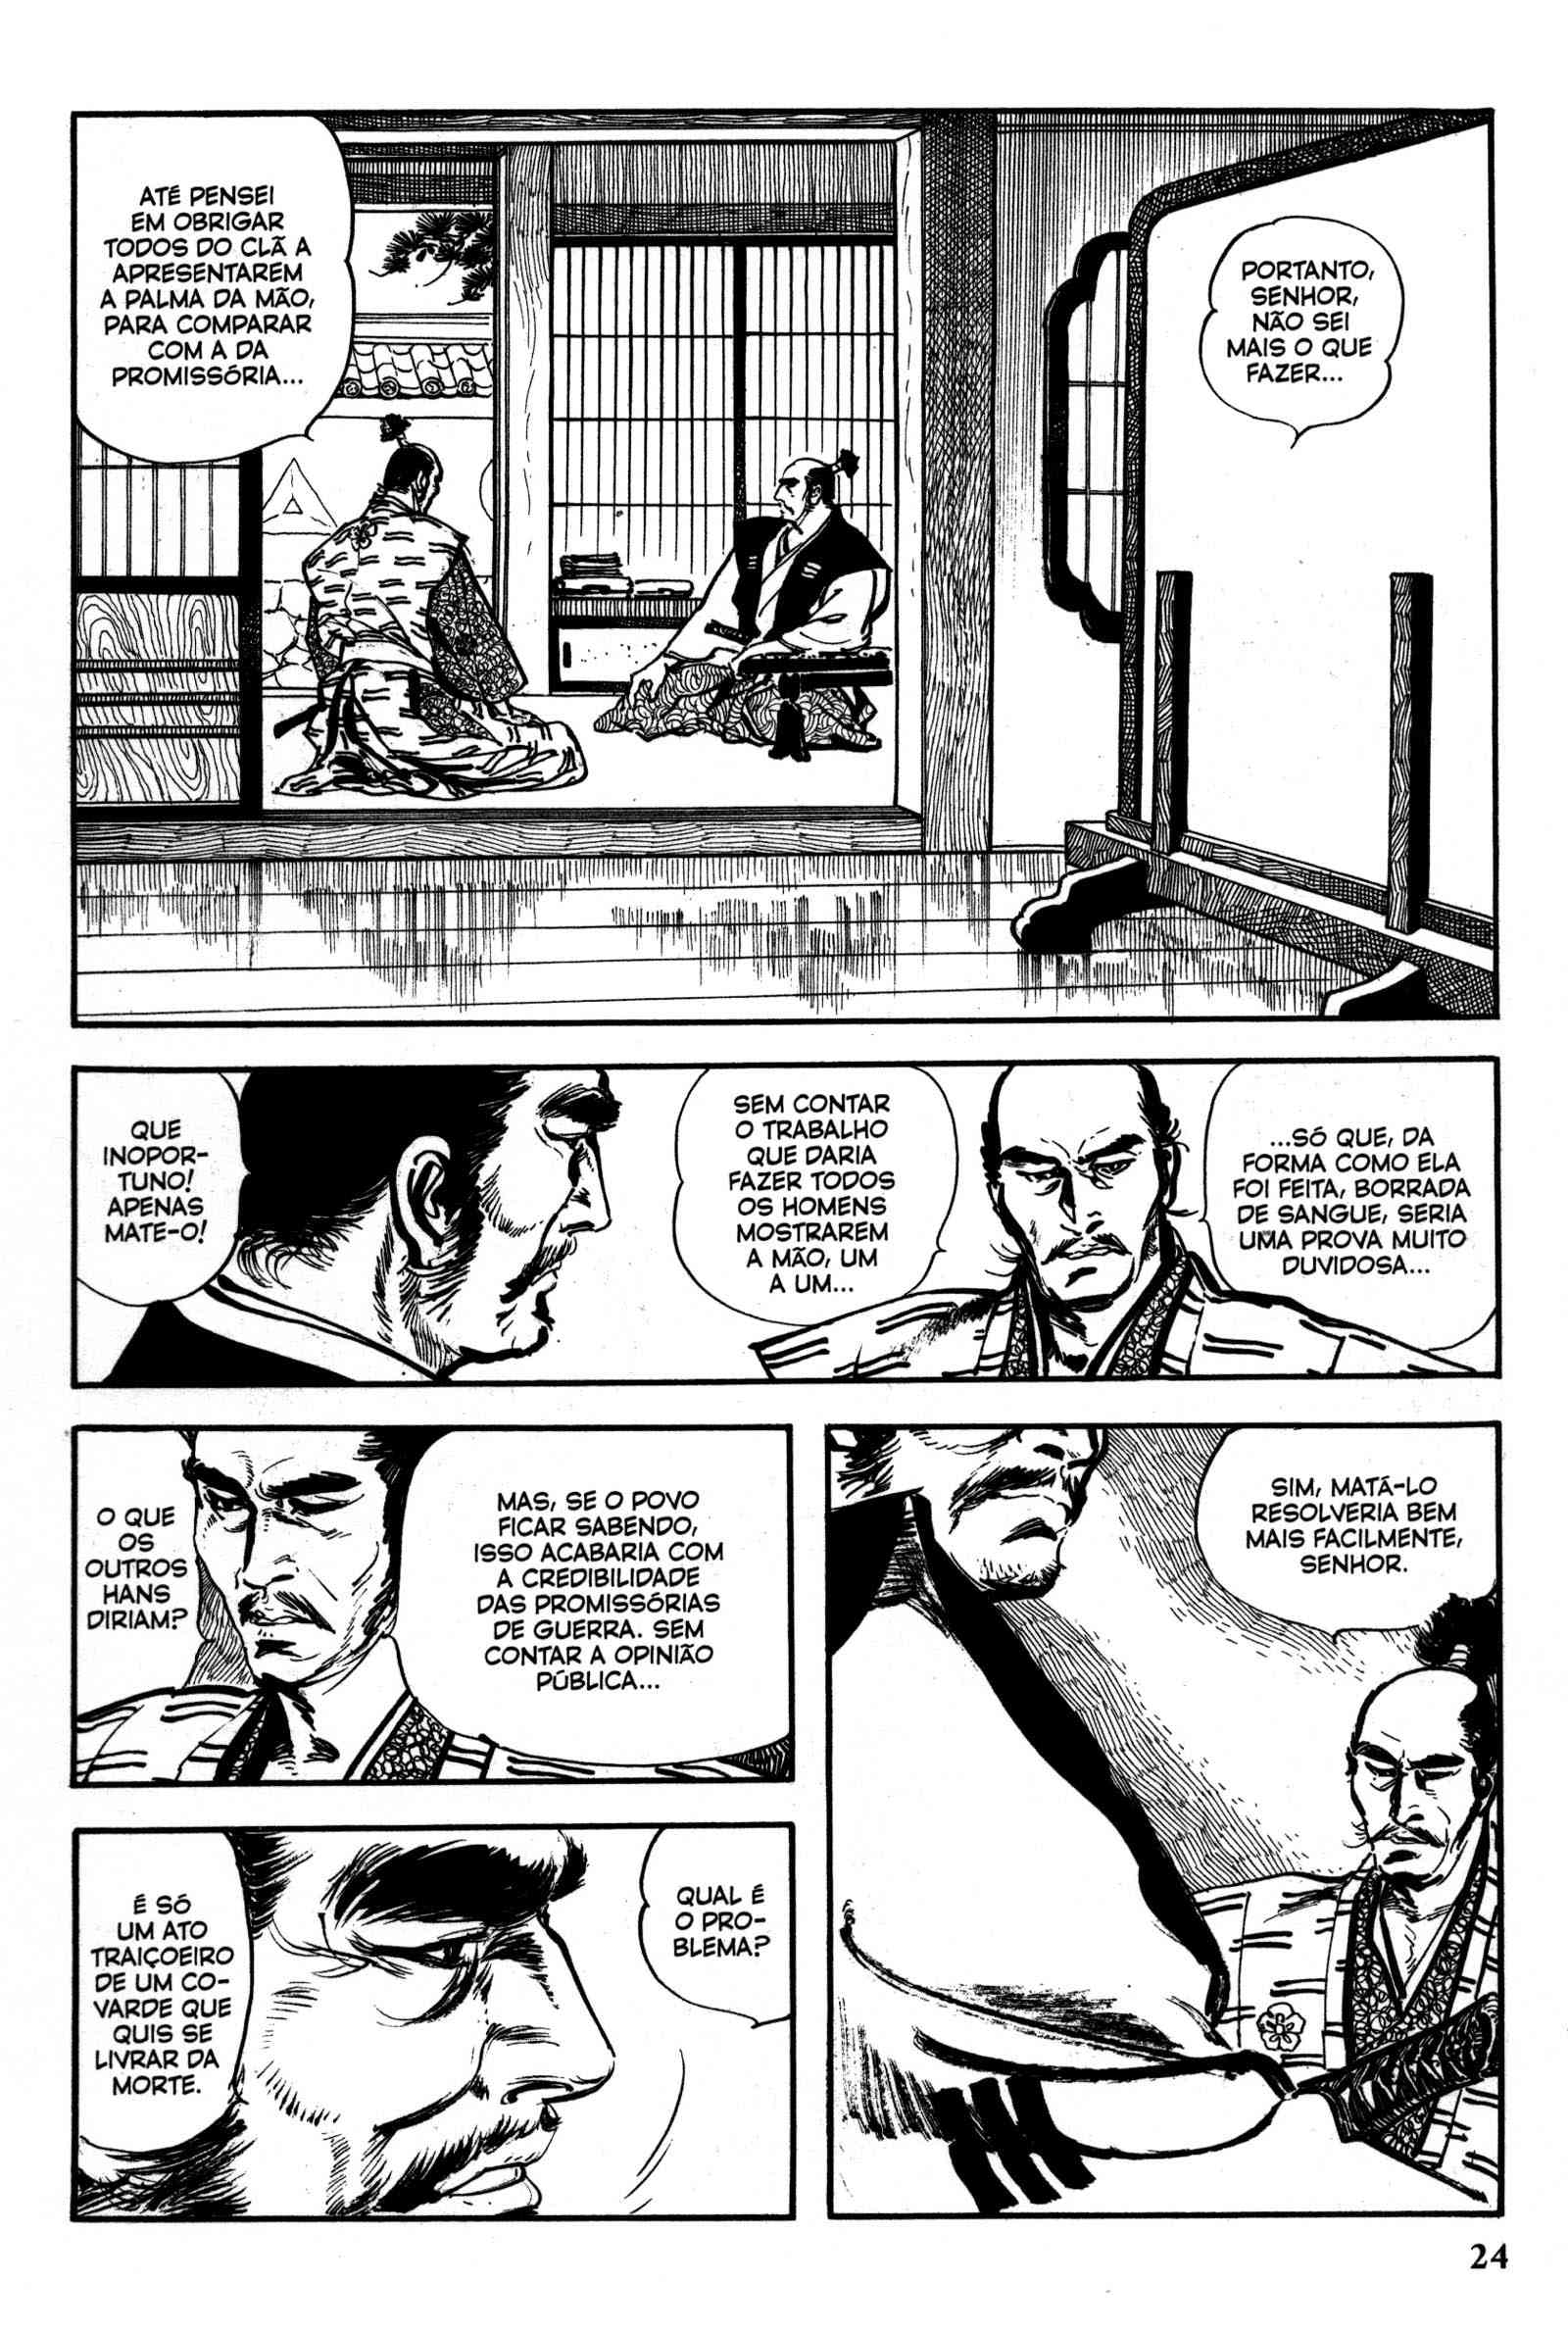 PORTANTO,
SENHOR,
NÃO SEI
MAIS O QUE
FAZER...
ATÉ PENSEI
EM OBRIGAR
TODOS DO CLÃ A
APRESENTAREM
A PALMA DA MÃO,
PARA COMPARAR
COM A DA
PROMISSÓRIA...
...SÓ QUE, DA
FORMA COMO ELA
FOI FEITA, BORRADA
DE SANGUE, SERIA
UMA PROVA MUITO
DUVIDOSA...
SEM CONTAR
O TRABALHO
QUE DARIA
FAZER TODOS
OS HOMENS
MOSTRAREM
A MÃO, UM
A UM...
QUE
INOPOR-
TUNO!
APENAS
MATE-O!
SIM, MATÁ-LO
RESOLVERIA BEM
MAIS FACILMENTE,
SENHOR.
MAS, SE O POVO
FICAR SABENDO,
ISSO ACABARIA COM
A CREDIBILIDADE
DAS PROMISSÓRIAS
DE GUERRA. SEM
CONTAR A OPINIÃO
PÚBLICA...
O QUE
OS
OUTROS
HANS
DIRIAM?
QUAL É
O PRO-
BLEMA?
É SÓ
UM ATO
TRAIÇOEIRO
DE UM CO-
VARDE QUE
QUIS SE
LIVRAR DA
MORTE.
24